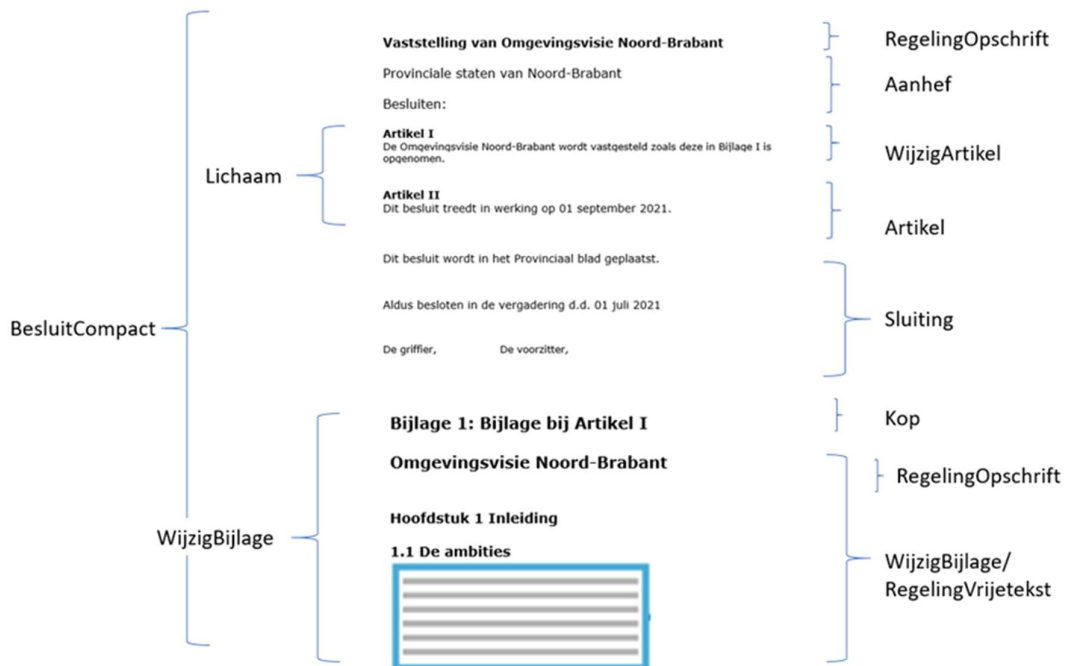 Vaststelling van Omgevingsvisie Noord-Brabant
RegelingOpschrift
Provinciale staten van Noord-Brabant
Aanhef
Besluiten:
Artikel I
De Omgevingsvisie Noord-Brabant wordt vastgesteld zoals deze in Bijlage I is
opgenomen.
WijzigArtikel
Lichaam
Artikel II
Dit besluit treedt in werking op 01 september 2021.
Artikel
Dit besluit wordt in het Provinciaal blad geplaatst.
Aldus besloten in de vergadering d.d. 01 juli 2021
Sluiting
BesluitCompact
De griffier, De voorzitter,
Bijlage 1: Bijlage bij Artikel I
Kop
Omgevingsvisie Noord-Brabant
RegelingOpschrift
Hoofdstuk 1 Inleiding
WijzigBijlage
1.1 De ambities
WijzigBijlage/
RegelingVrijetekst